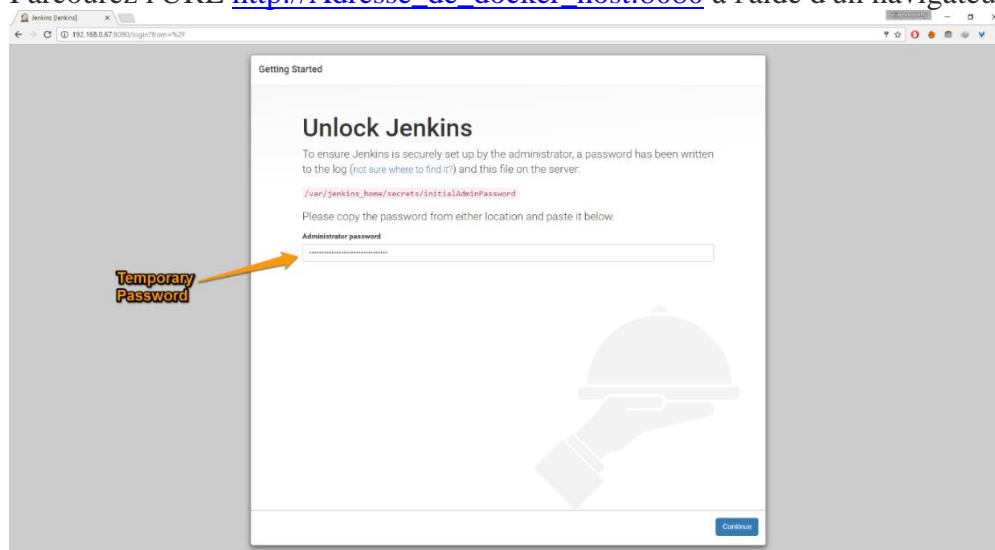 Parcourez l'URL http://Adresse_de_docker_host:8080 à l'aide d'un navigateu
Jenkins [Jenkins]
192.168.0.67:8080/login?from=%2F
Getting Started
Unlock Jenkins
To ensure Jenkins is securely set up by the administrator, a password has been written
to the log (not sure where to find it?) and this file on the server:
/var/jenkins_home/secrets/initialAdminPassword
Please copy the password from either location and paste it below.
Administrator password
Temporary
Password
Continue